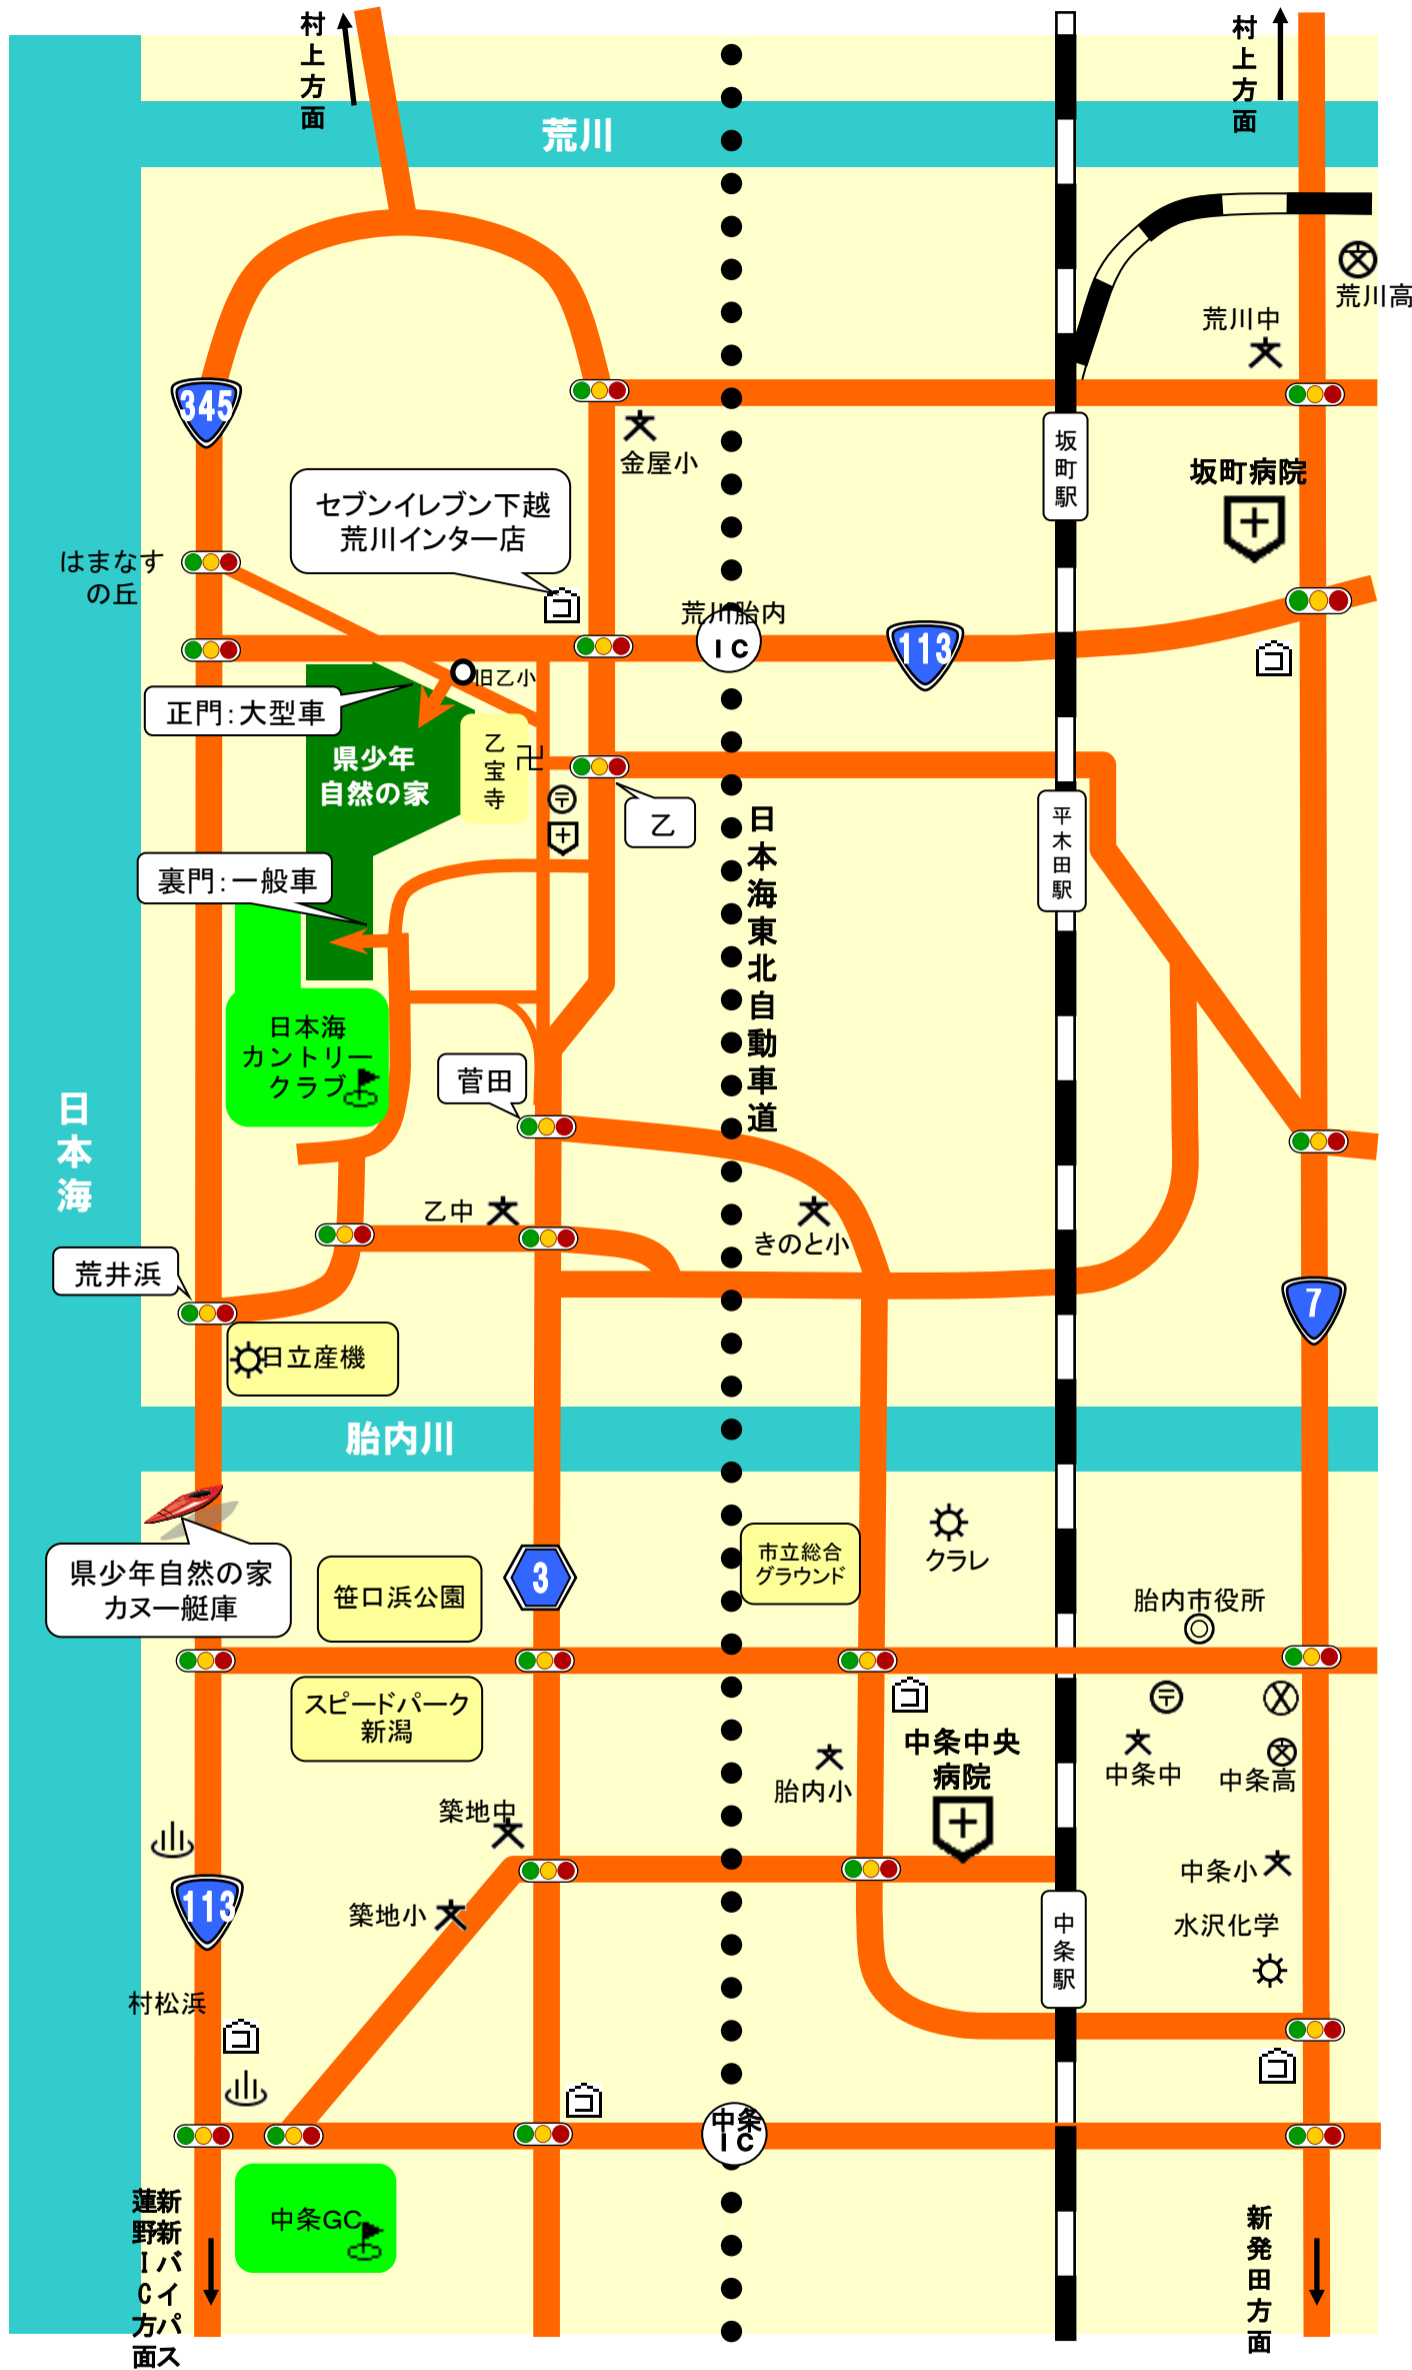 村上方面
村上方面
荒川
荒川高
荒川中
345
金屋小
坂町駅
坂町病院
セブンイレブン下越
荒川インター店
はまなす
の丘
荒川胎内
IC
113
旧乙小
正門：大型車
県少年
自然の家
乙宝寺
乙
日本海東北自動車道
平木田駅
裏門：一般車
日本海
カントリー
クラブ
菅田
日本海
乙中
きのと小
荒井浜
7
日立産機
胎内川
県少年自然の家
カヌー艇庫
笹口浜公園
3
市立総合
グラウンド
クラレ
胎内市役所
スピードパーク
新潟
中条中央
病院
胎内小
中条中
中条高
築地中
中条小
築地小
113
水沢化学
中条駅
村松浜
中条
IC
中条GC
新新バイパス
蓮野IC方面
新発田方面